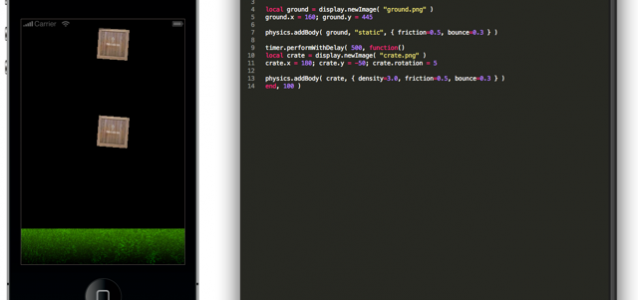 Carrier
3
4 local ground = display.newImage( "ground.png" )
5 ground.x = 160; ground.y = 445
6
7 physics.addBody( ground, "static", { friction=0.5, bounce=0.3 } )
8
9 timer.performWithDelay( 500, function()
10 local crate = display.newImage( "crate.png" )
11 crate.x = 180; crate.y = -50; crate.rotation = 5
12
13 physics.addBody( crate, { density=3.0, friction=0.5, bounce=0.3 } )
14 end, 100 )